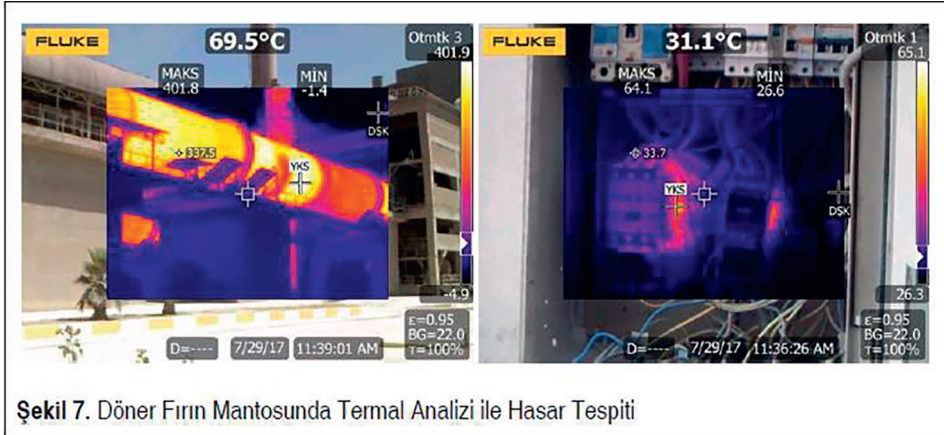 FLUKE
69.5°C
Otmtk 3
401.9
MAKS
401.8
MİN
-1.4
DŞK
337.5
YKS
-4.9
ε=0.95
BG=22.0
τ=100%
D=----
7/29/17
11:39:01 AM
FLUKE
31.1°C
Otmtk 1
65.1
MAKS
64.1
MİN
26.6
33.7
YKS
DŞK
26.3
ε=0.95
BG=22.0
τ=100%
D=----
7/29/17
11:36:26 AM
Şekil 7. Döner Fırın Mantosunda Termal Analizi ile Hasar Tespiti